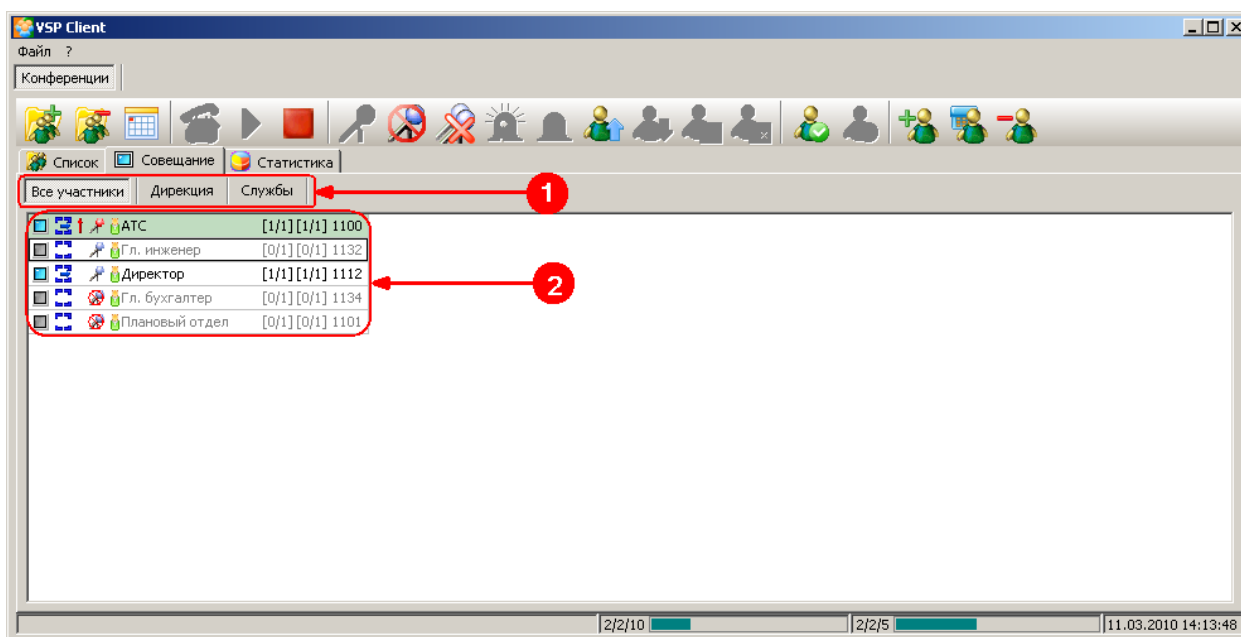 VSP Client
Файл ?
Конференции
Список Совещание Статистика
Все участники Дирекция Службы
1
АТС [1/1] [1/1] 1100
Гл. инженер [0/1] [0/1] 1132
Директор [1/1] [1/1] 1112
2
Гл. бухгалтер [0/1] [0/1] 1134
Плановый отдел [0/1] [0/1] 1101
2/2/10 2/2/5 11.03.2010 14:13:48